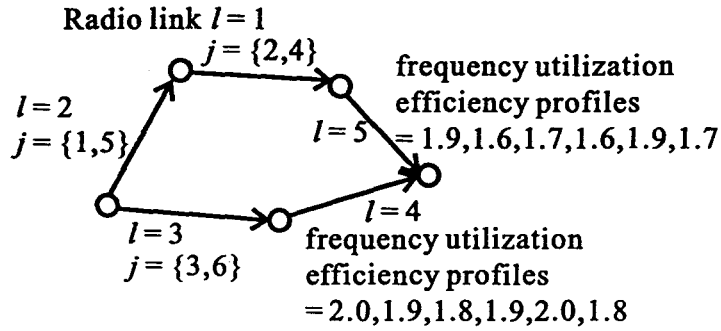 Radio link l = 1
j = {2,4}
frequency utilization
efficiency profiles
= 1.9,1.6,1.7,1.6,1.9,1.7
l = 2
j = {1,5}
l = 5
l = 3
j = {3,6}
l = 4
frequency utilization
efficiency profiles
= 2.0,1.9,1.8,1.9,2.0,1.8